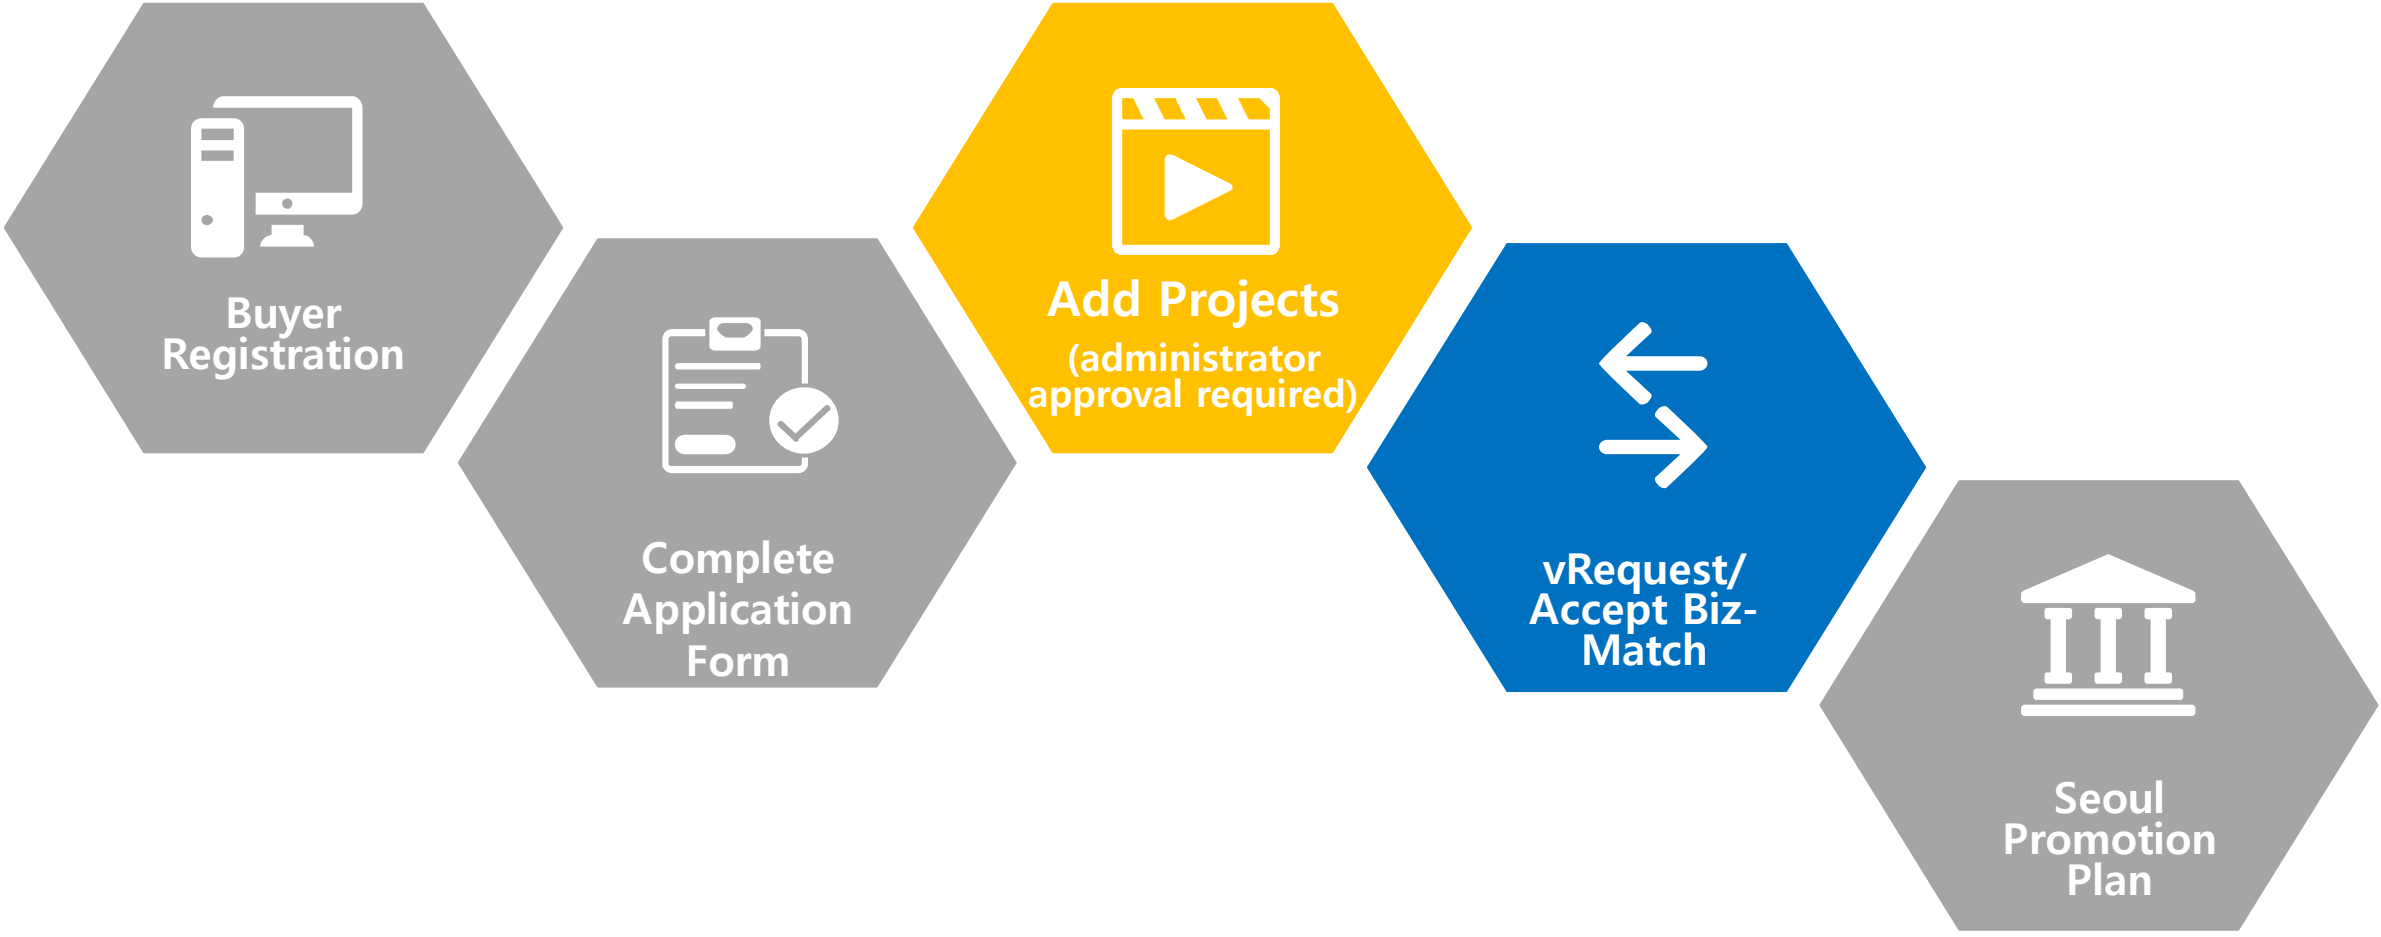 Buyer
Registration
Complete
Application
Form
Add Projects
(administrator
approval required)
vRequest/
Accept Biz-
Match
Seoul
Promotion
Plan